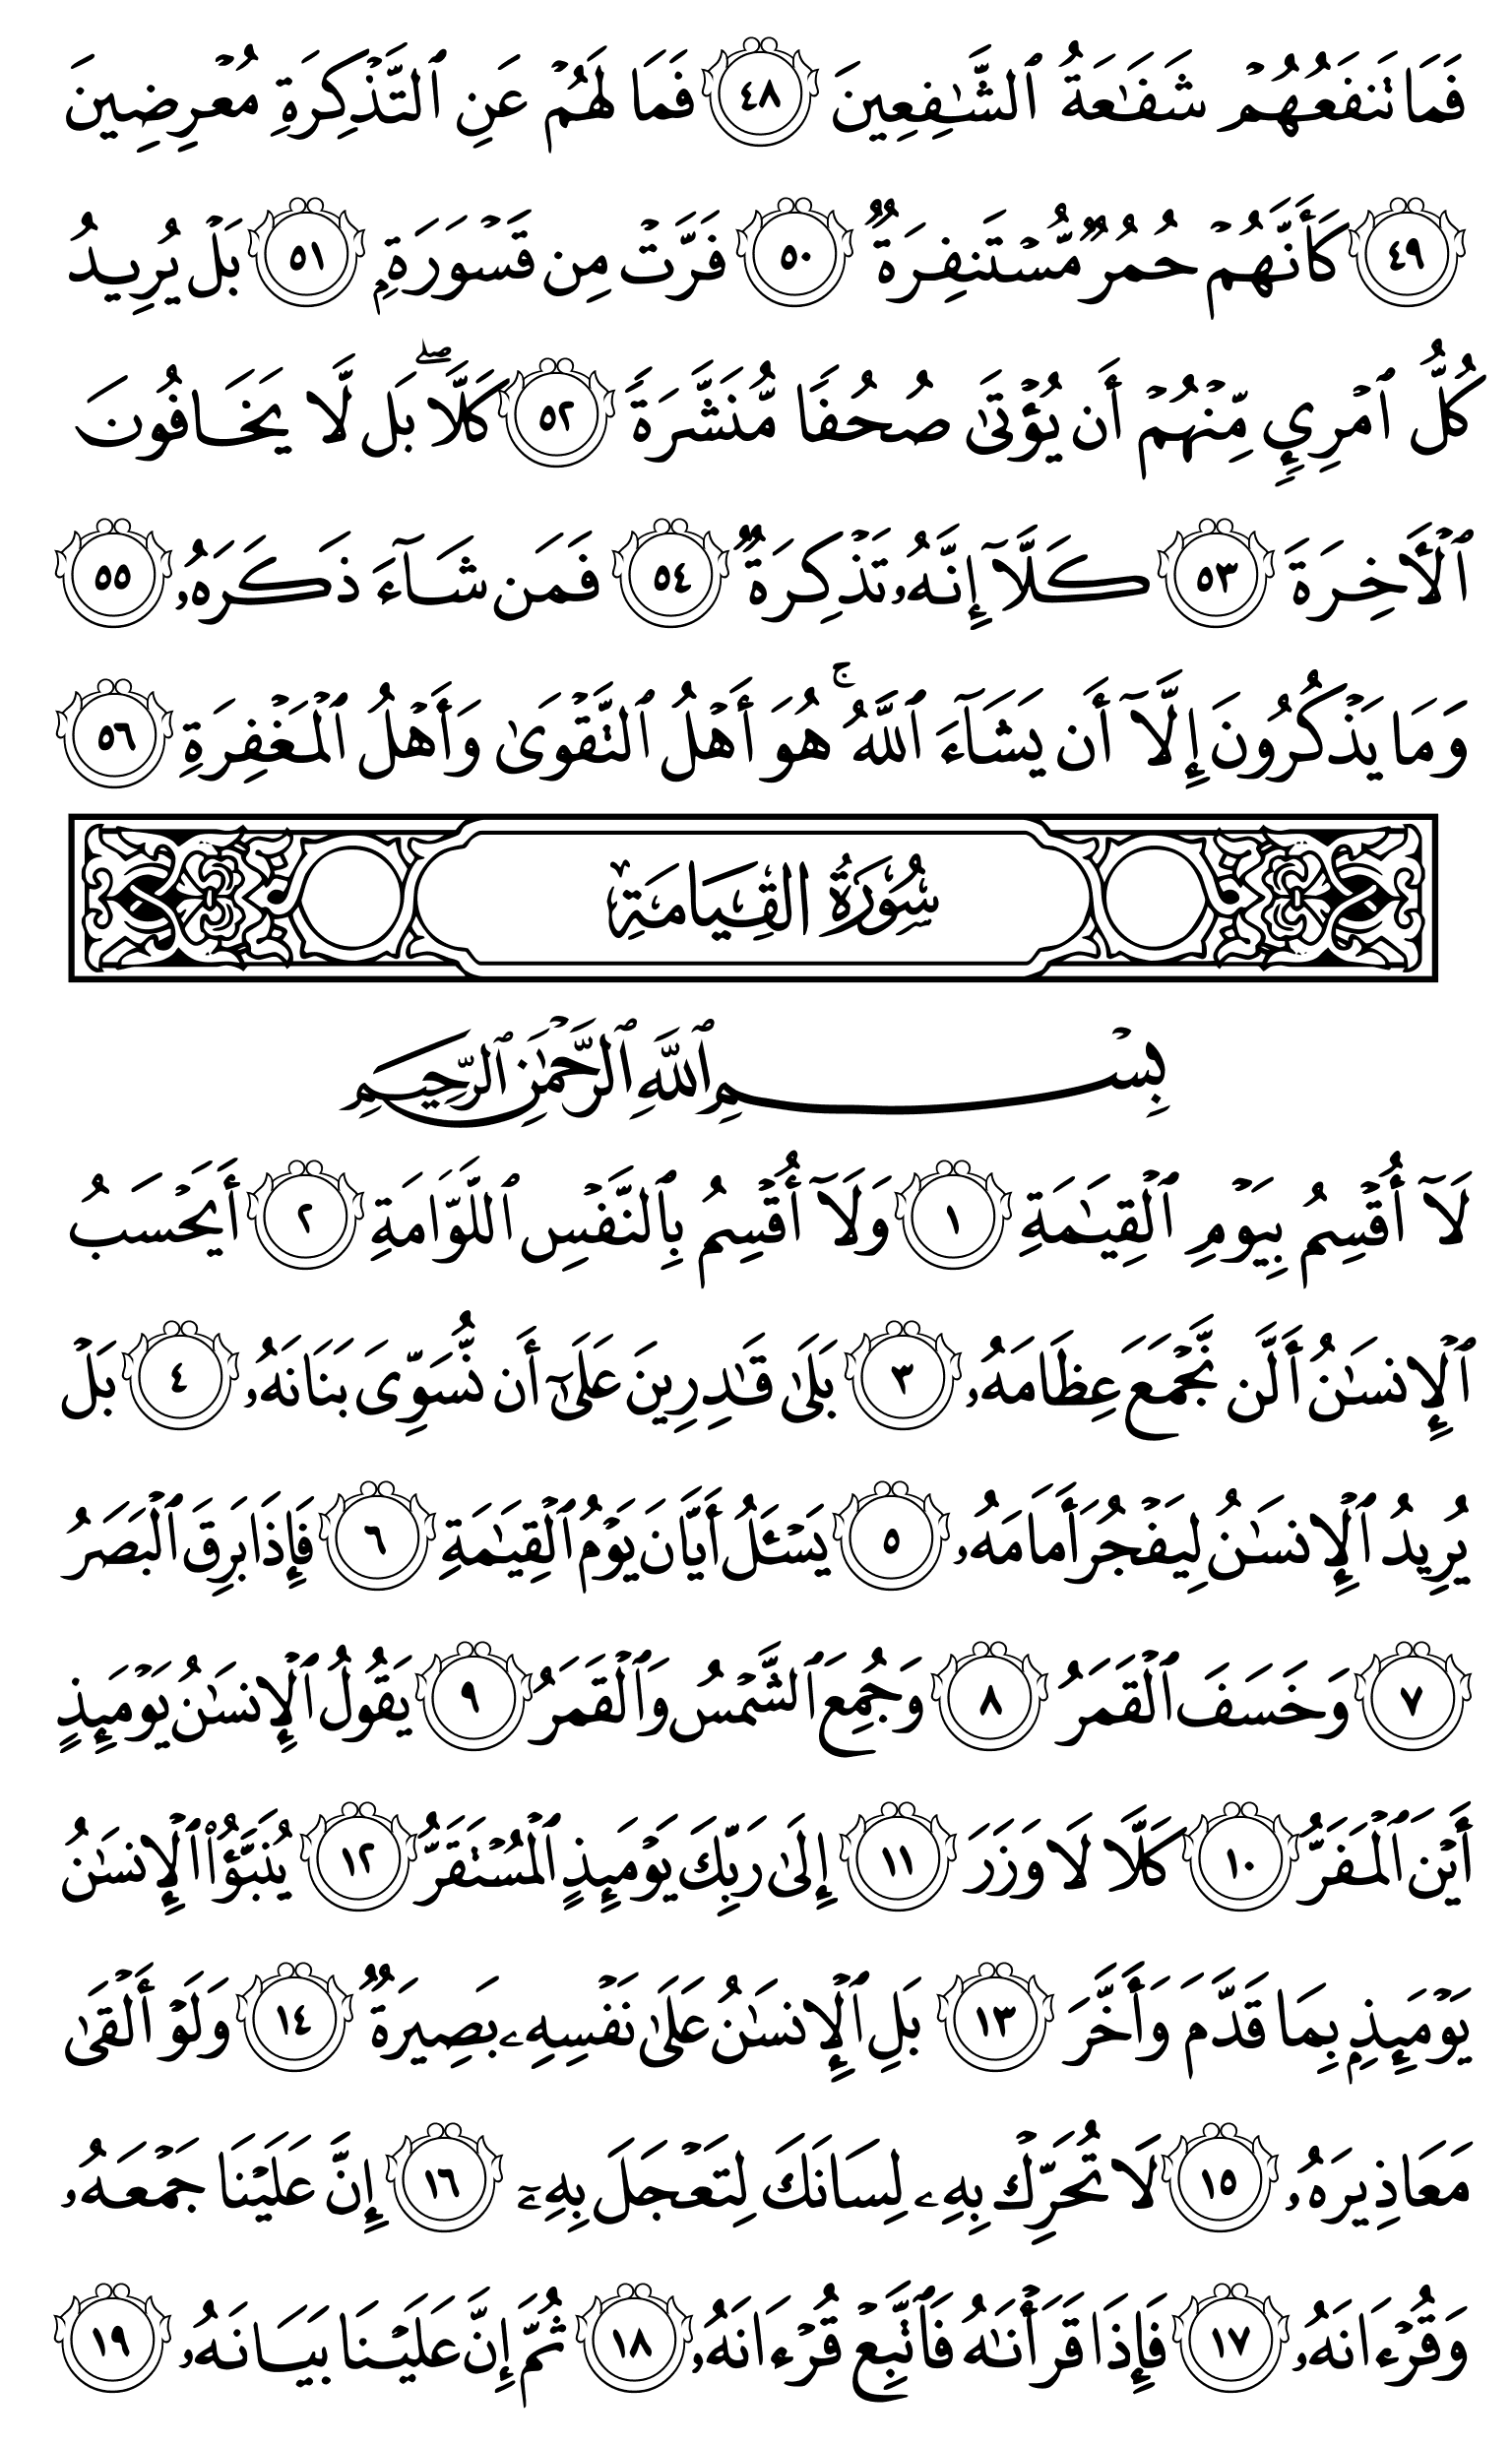 فَمَا تَنفَعُهُمْ شَفَٰعَةُ ٱلشَّٰفِعِينَ ٤٨ فَمَا لَهُمْ عَنِ ٱلتَّذْكِرَةِ مُعْرِضِينَ
٤٩ كَأَنَّهُمْ حُمُرٌ مُّسْتَنفِرَةٌ ٥٠ فَرَّتْ مِن قَسْوَرَةٍۭ ٥١ بَلْ يُرِيدُ
كُلُّ ٱمْرِئٍ مِّنْهُمْ أَن يُؤْتَىٰ صُحُفًا مُّنَشَّرَةً ٥٢ كَلَّا ۖ بَل لَّا يَخَافُونَ
ٱلْءَاخِرَةَ ٥٣ كَلَّآ إِنَّهُۥ تَذْكِرَةٌ ٥٤ فَمَن شَآءَ ذَكَرَهُۥ ٥٥
وَمَا يَذْكُرُونَ إِلَّآ أَن يَشَآءَ ٱللَّهُ ۚ هُوَ أَهْلُ ٱلتَّقْوَىٰ وَأَهْلُ ٱلْمَغْفِرَةِ ٥٦
سُورَةُ القِيَامَةِ
بِسْمِ ٱللَّهِ ٱلرَّحْمَٰنِ ٱلرَّحِيمِ
لَآ أُقْسِمُ بِيَوْمِ ٱلْقِيَٰمَةِ ١ وَلَآ أُقْسِمُ بِٱلنَّفْسِ ٱللَّوَّامَةِ ٢ أَيَحْسَبُ
ٱلْإِنسَٰنُ أَلَّن نَّجْمَعَ عِظَامَهُۥ ٣ بَلَىٰ قَٰدِرِينَ عَلَىٰٓ أَن نُّسَوِّىَ بَنَانَهُۥ ٤ بَلْ
يُرِيدُ ٱلْإِنسَٰنُ لِيَفْجُرَ أَمَامَهُۥ ٥ يَسْـَٔلُ أَيَّانَ يَوْمُ ٱلْقِيَٰمَةِ ٦ فَإِذَا بَرِقَ ٱلْبَصَرُ
٧ وَخَسَفَ ٱلْقَمَرُ ٨ وَجُمِعَ ٱلشَّمْسُ وَٱلْقَمَرُ ٩ يَقُولُ ٱلْإِنسَٰنُ يَوْمَئِذٍ
أَيْنَ ٱلْمَفَرُّ ١٠ كَلَّا لَا وَزَرَ ١١ إِلَىٰ رَبِّكَ يَوْمَئِذٍ ٱلْمُسْتَقَرُّ ١٢ يُنَبَّؤُا۟ ٱلْإِنسَٰنُ
يَوْمَئِذٍۭ بِمَا قَدَّمَ وَأَخَّرَ ١٣ بَلِ ٱلْإِنسَٰنُ عَلَىٰ نَفْسِهِۦ بَصِيرَةٌ ١٤ وَلَوْ أَلْقَىٰ
مَعَاذِيرَهُۥ ١٥ لَا تُحَرِّكْ بِهِۦ لِسَانَكَ لِتَعْجَلَ بِهِۦٓ ١٦ إِنَّ عَلَيْنَا جَمْعَهُۥ
وَقُرْءَانَهُۥ ١٧ فَإِذَا قَرَأْنَٰهُ فَٱتَّبِعْ قُرْءَانَهُۥ ١٨ ثُمَّ إِنَّ عَلَيْنَا بَيَانَهُۥ ١٩